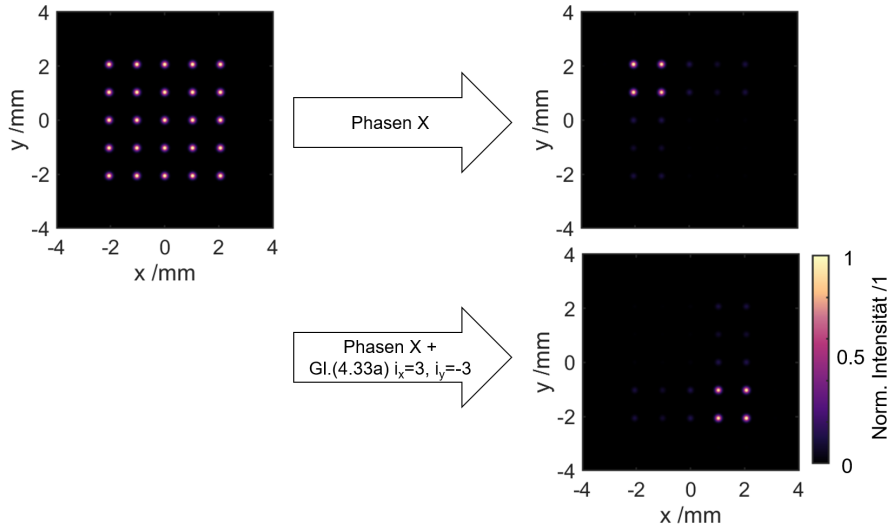 4
2
0
-2
-4
y /mm
-4 -2 0 2 4
x /mm
Phasen X
4
2
0
-2
-4
y /mm
Phasen X +
Gl.(4.33a) iₓ=3, i_y=-3
4
2
0
-2
-4
y /mm
-4 -2 0 2 4
x /mm
1
0.5
0
Norm. Intensität /1